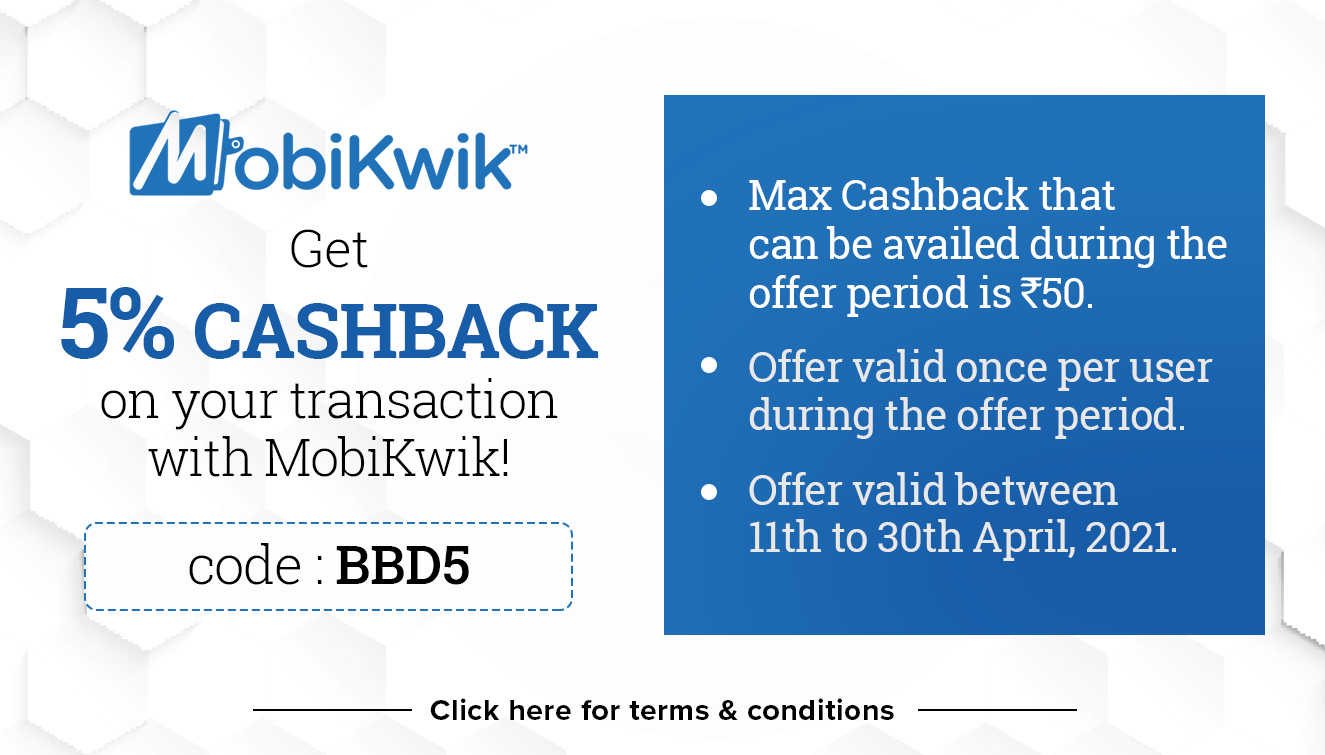 MobiKwik™
Get
5% CASHBACK
on your transaction
with MobiKwik!
code : BBD5
• Max Cashback that
can be availed during the
offer period is ₹50.
• Offer valid once per user
during the offer period.
• Offer valid between
11th to 30th April, 2021.
Click here for terms & conditions